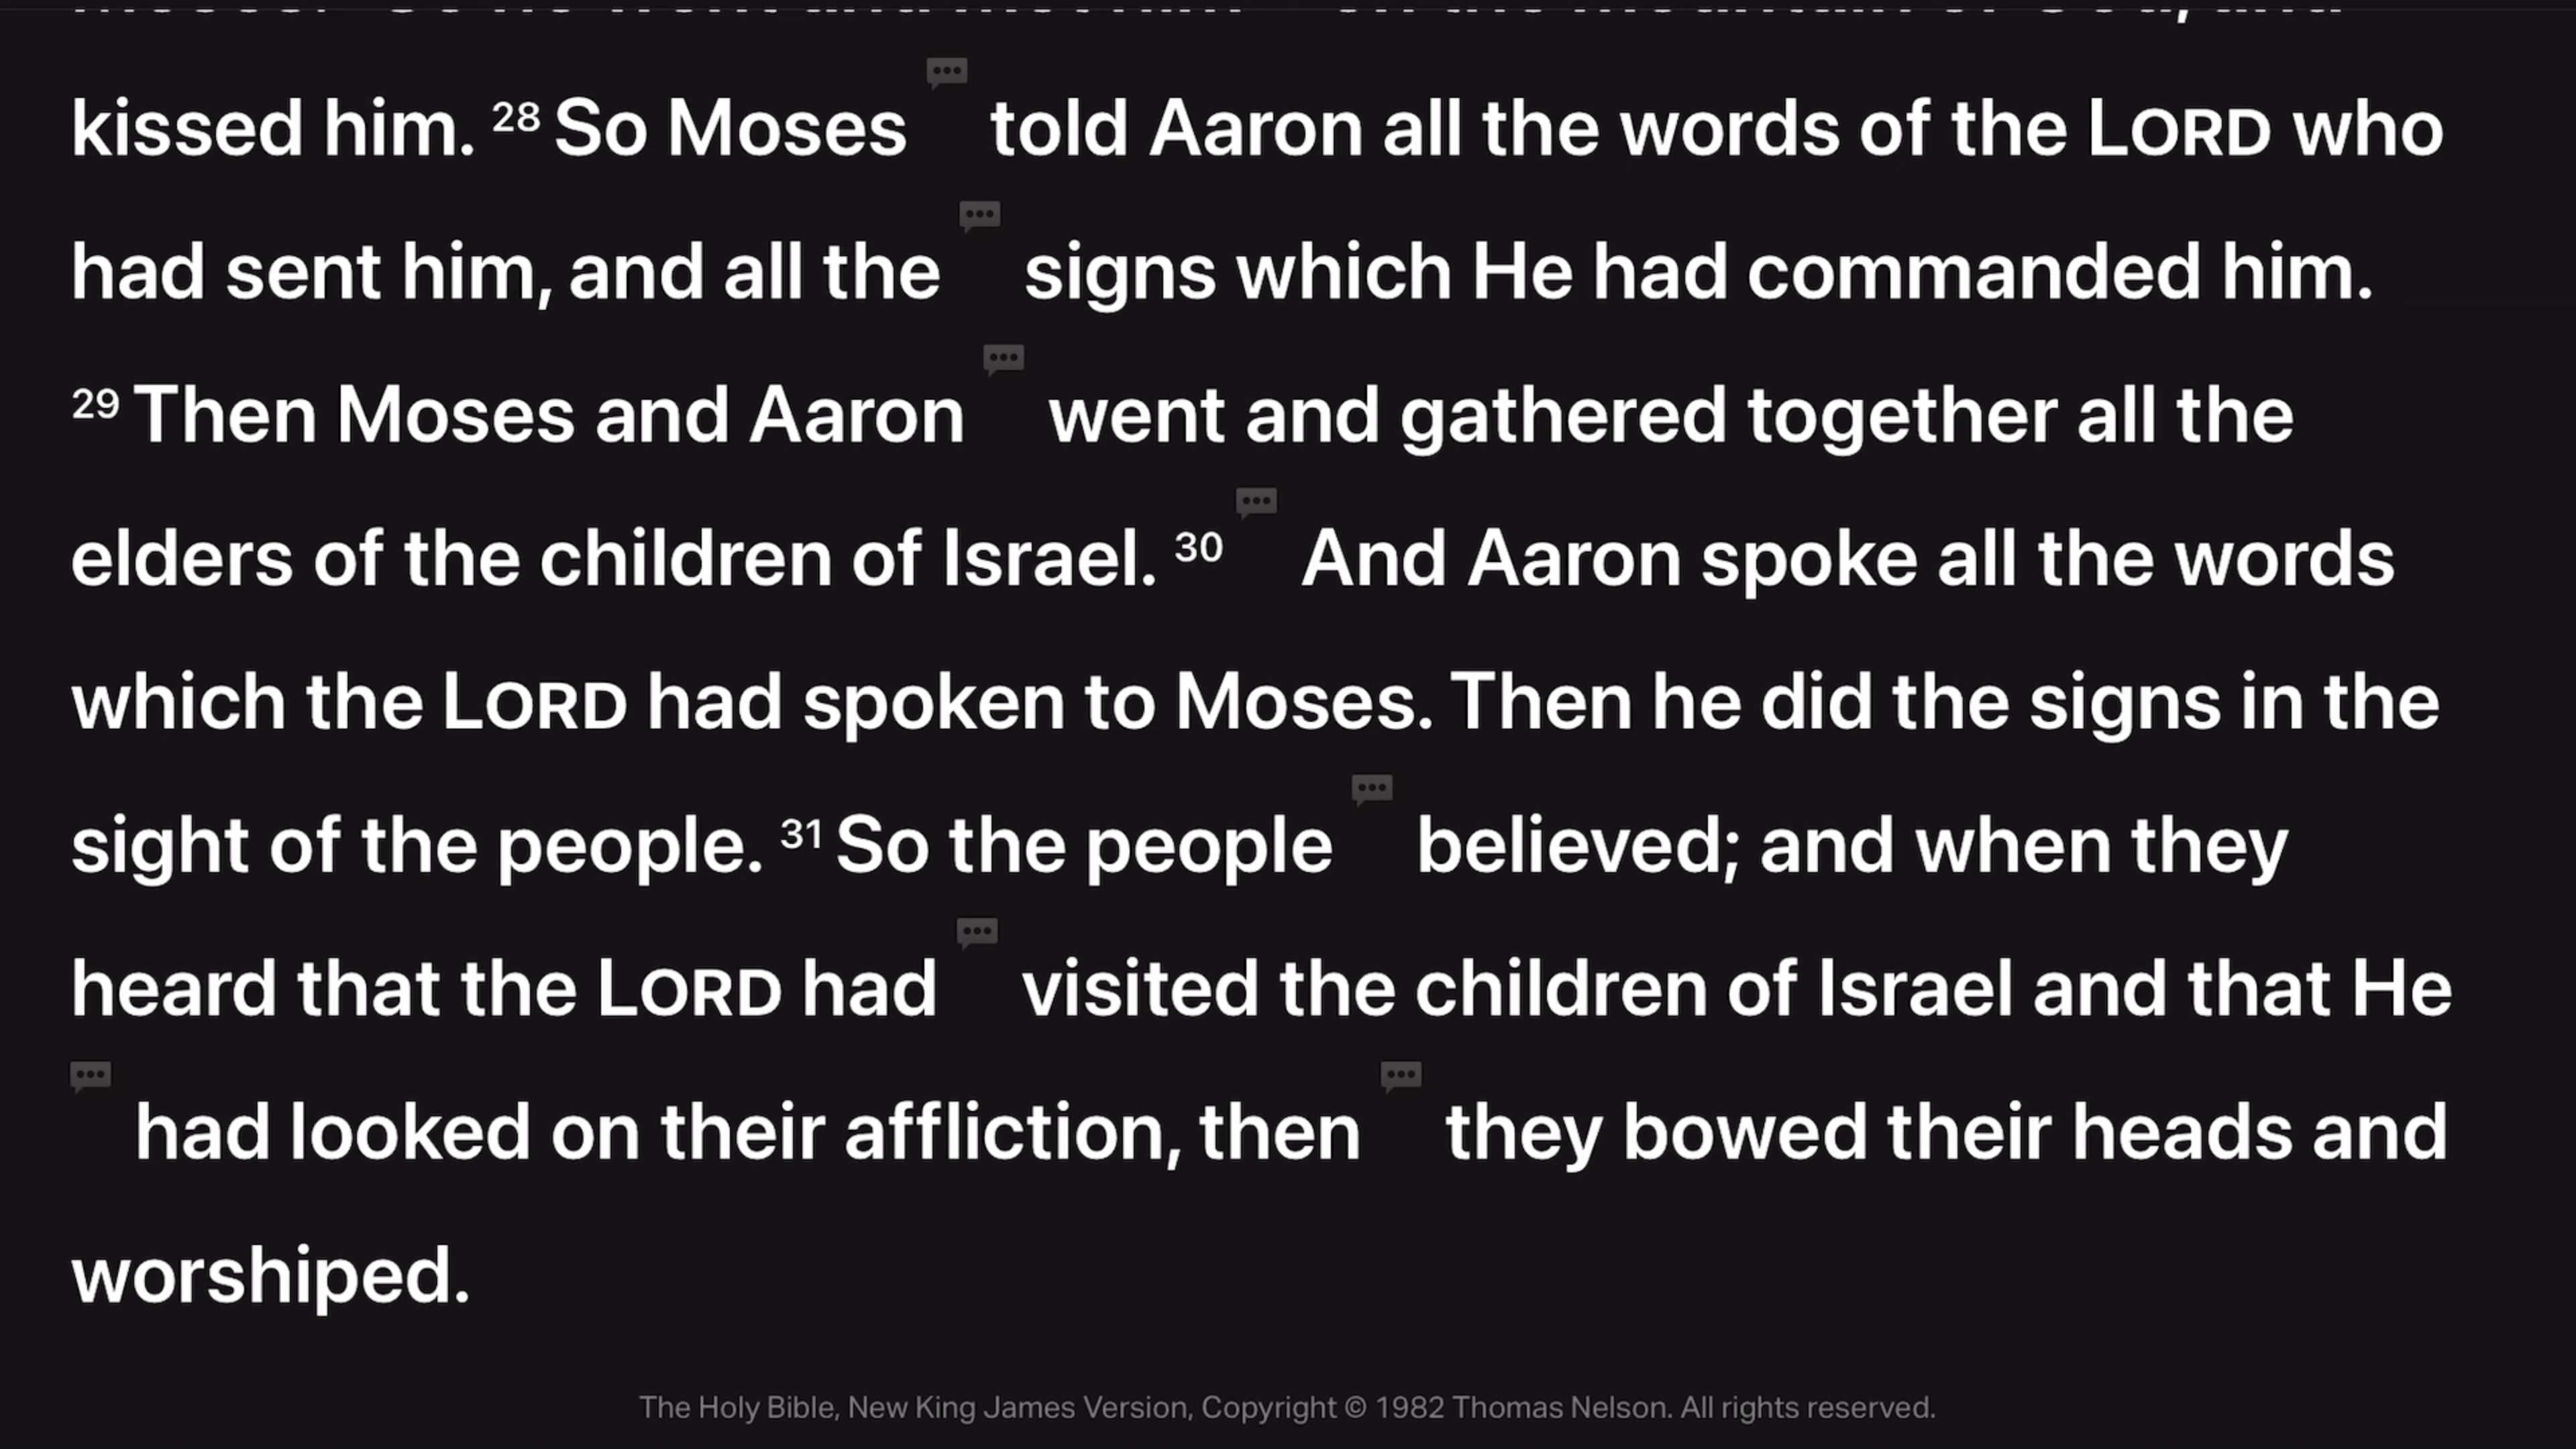 kissed him. 28 So Moses told Aaron all the words of the LORD who
had sent him, and all the signs which He had commanded him.
29 Then Moses and Aaron went and gathered together all the
elders of the children of Israel. 30 And Aaron spoke all the words
which the LORD had spoken to Moses. Then he did the signs in the
sight of the people. 31 So the people believed; and when they
heard that the LORD had visited the children of Israel and that He
had looked on their affliction, then they bowed their heads and
worshiped.
The Holy Bible, New King James Version, Copyright © 1982 Thomas Nelson. All rights reserved.